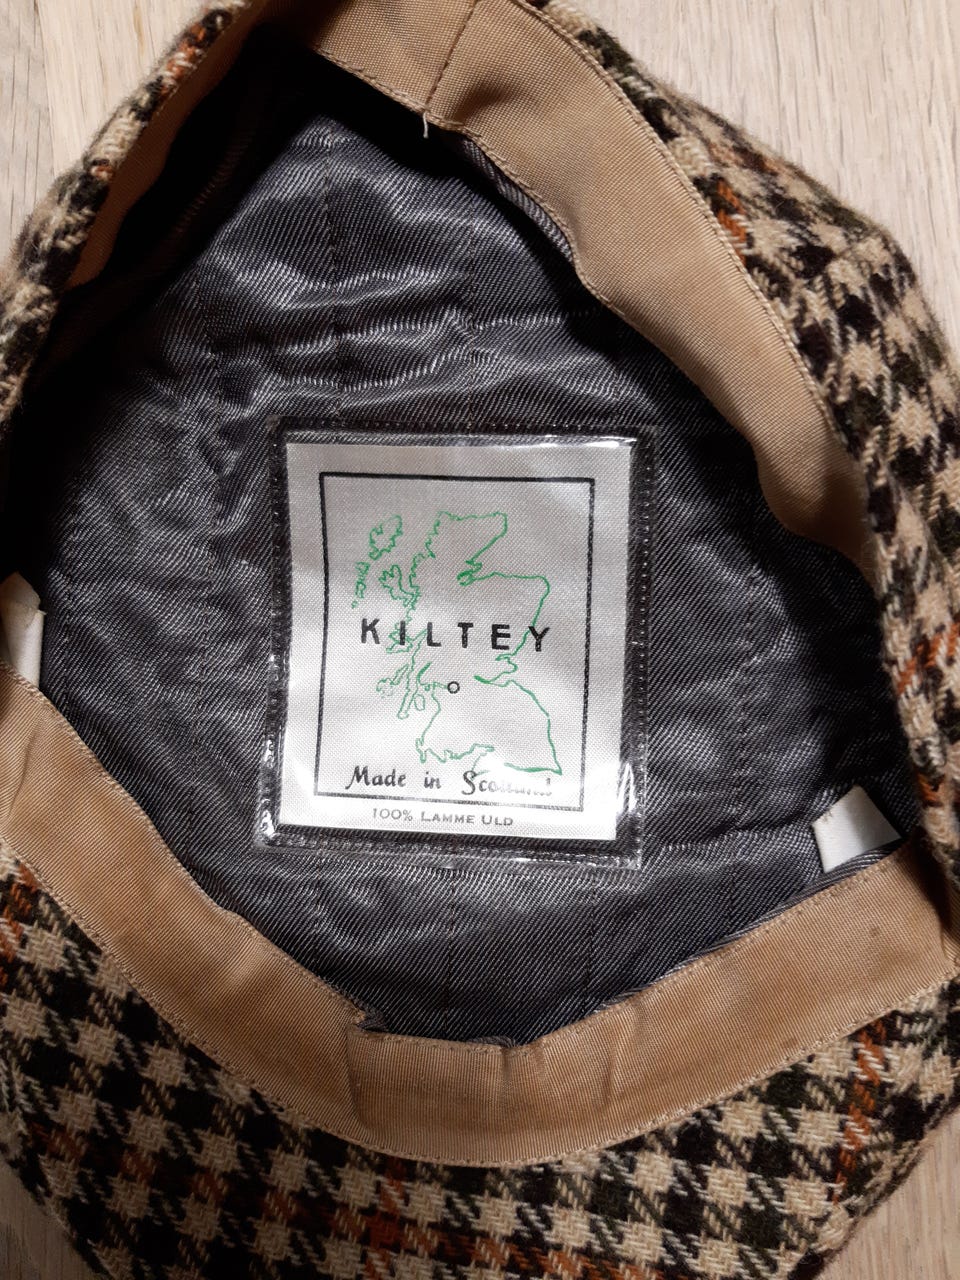 KILTEY
Made in Scotland
100% LAMME ULD